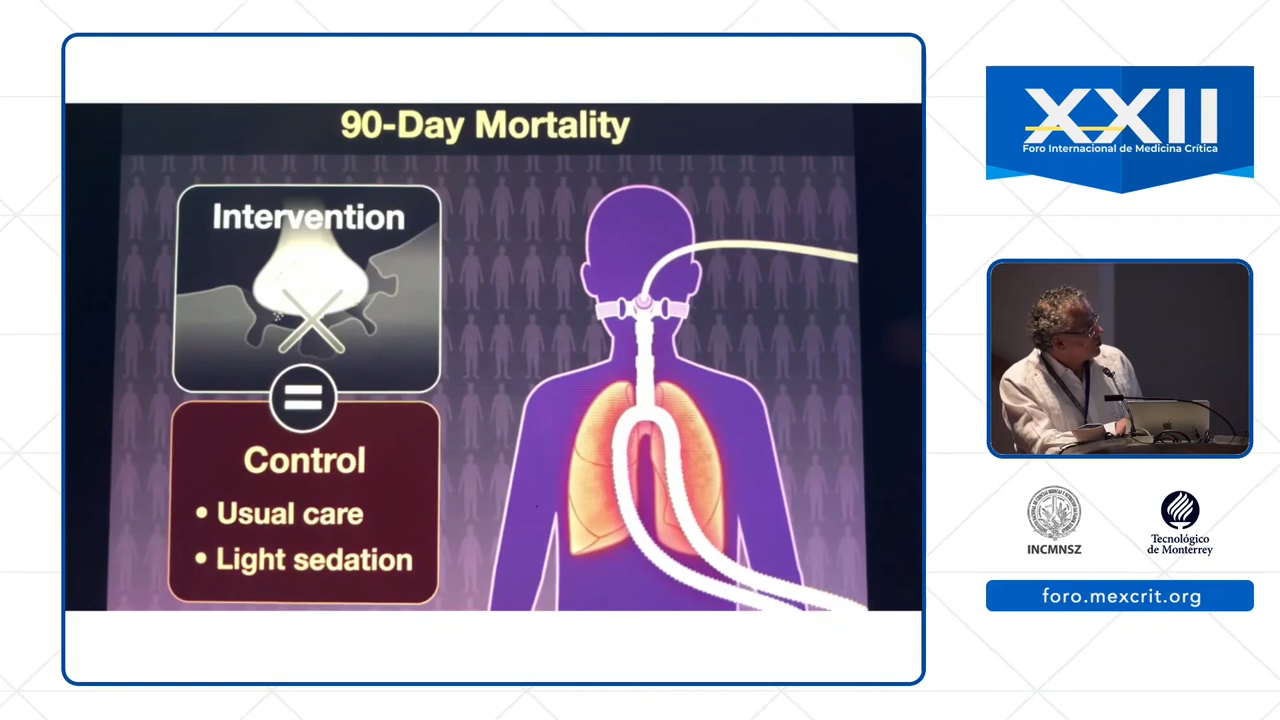 90-Day Mortality
Intervention
=
Control
• Usual care
• Light sedation
XXII
Foro Internacional de Medicina Crítica
INCMNSZ
Tecnológico
de Monterrey
foro.mexcrit.org